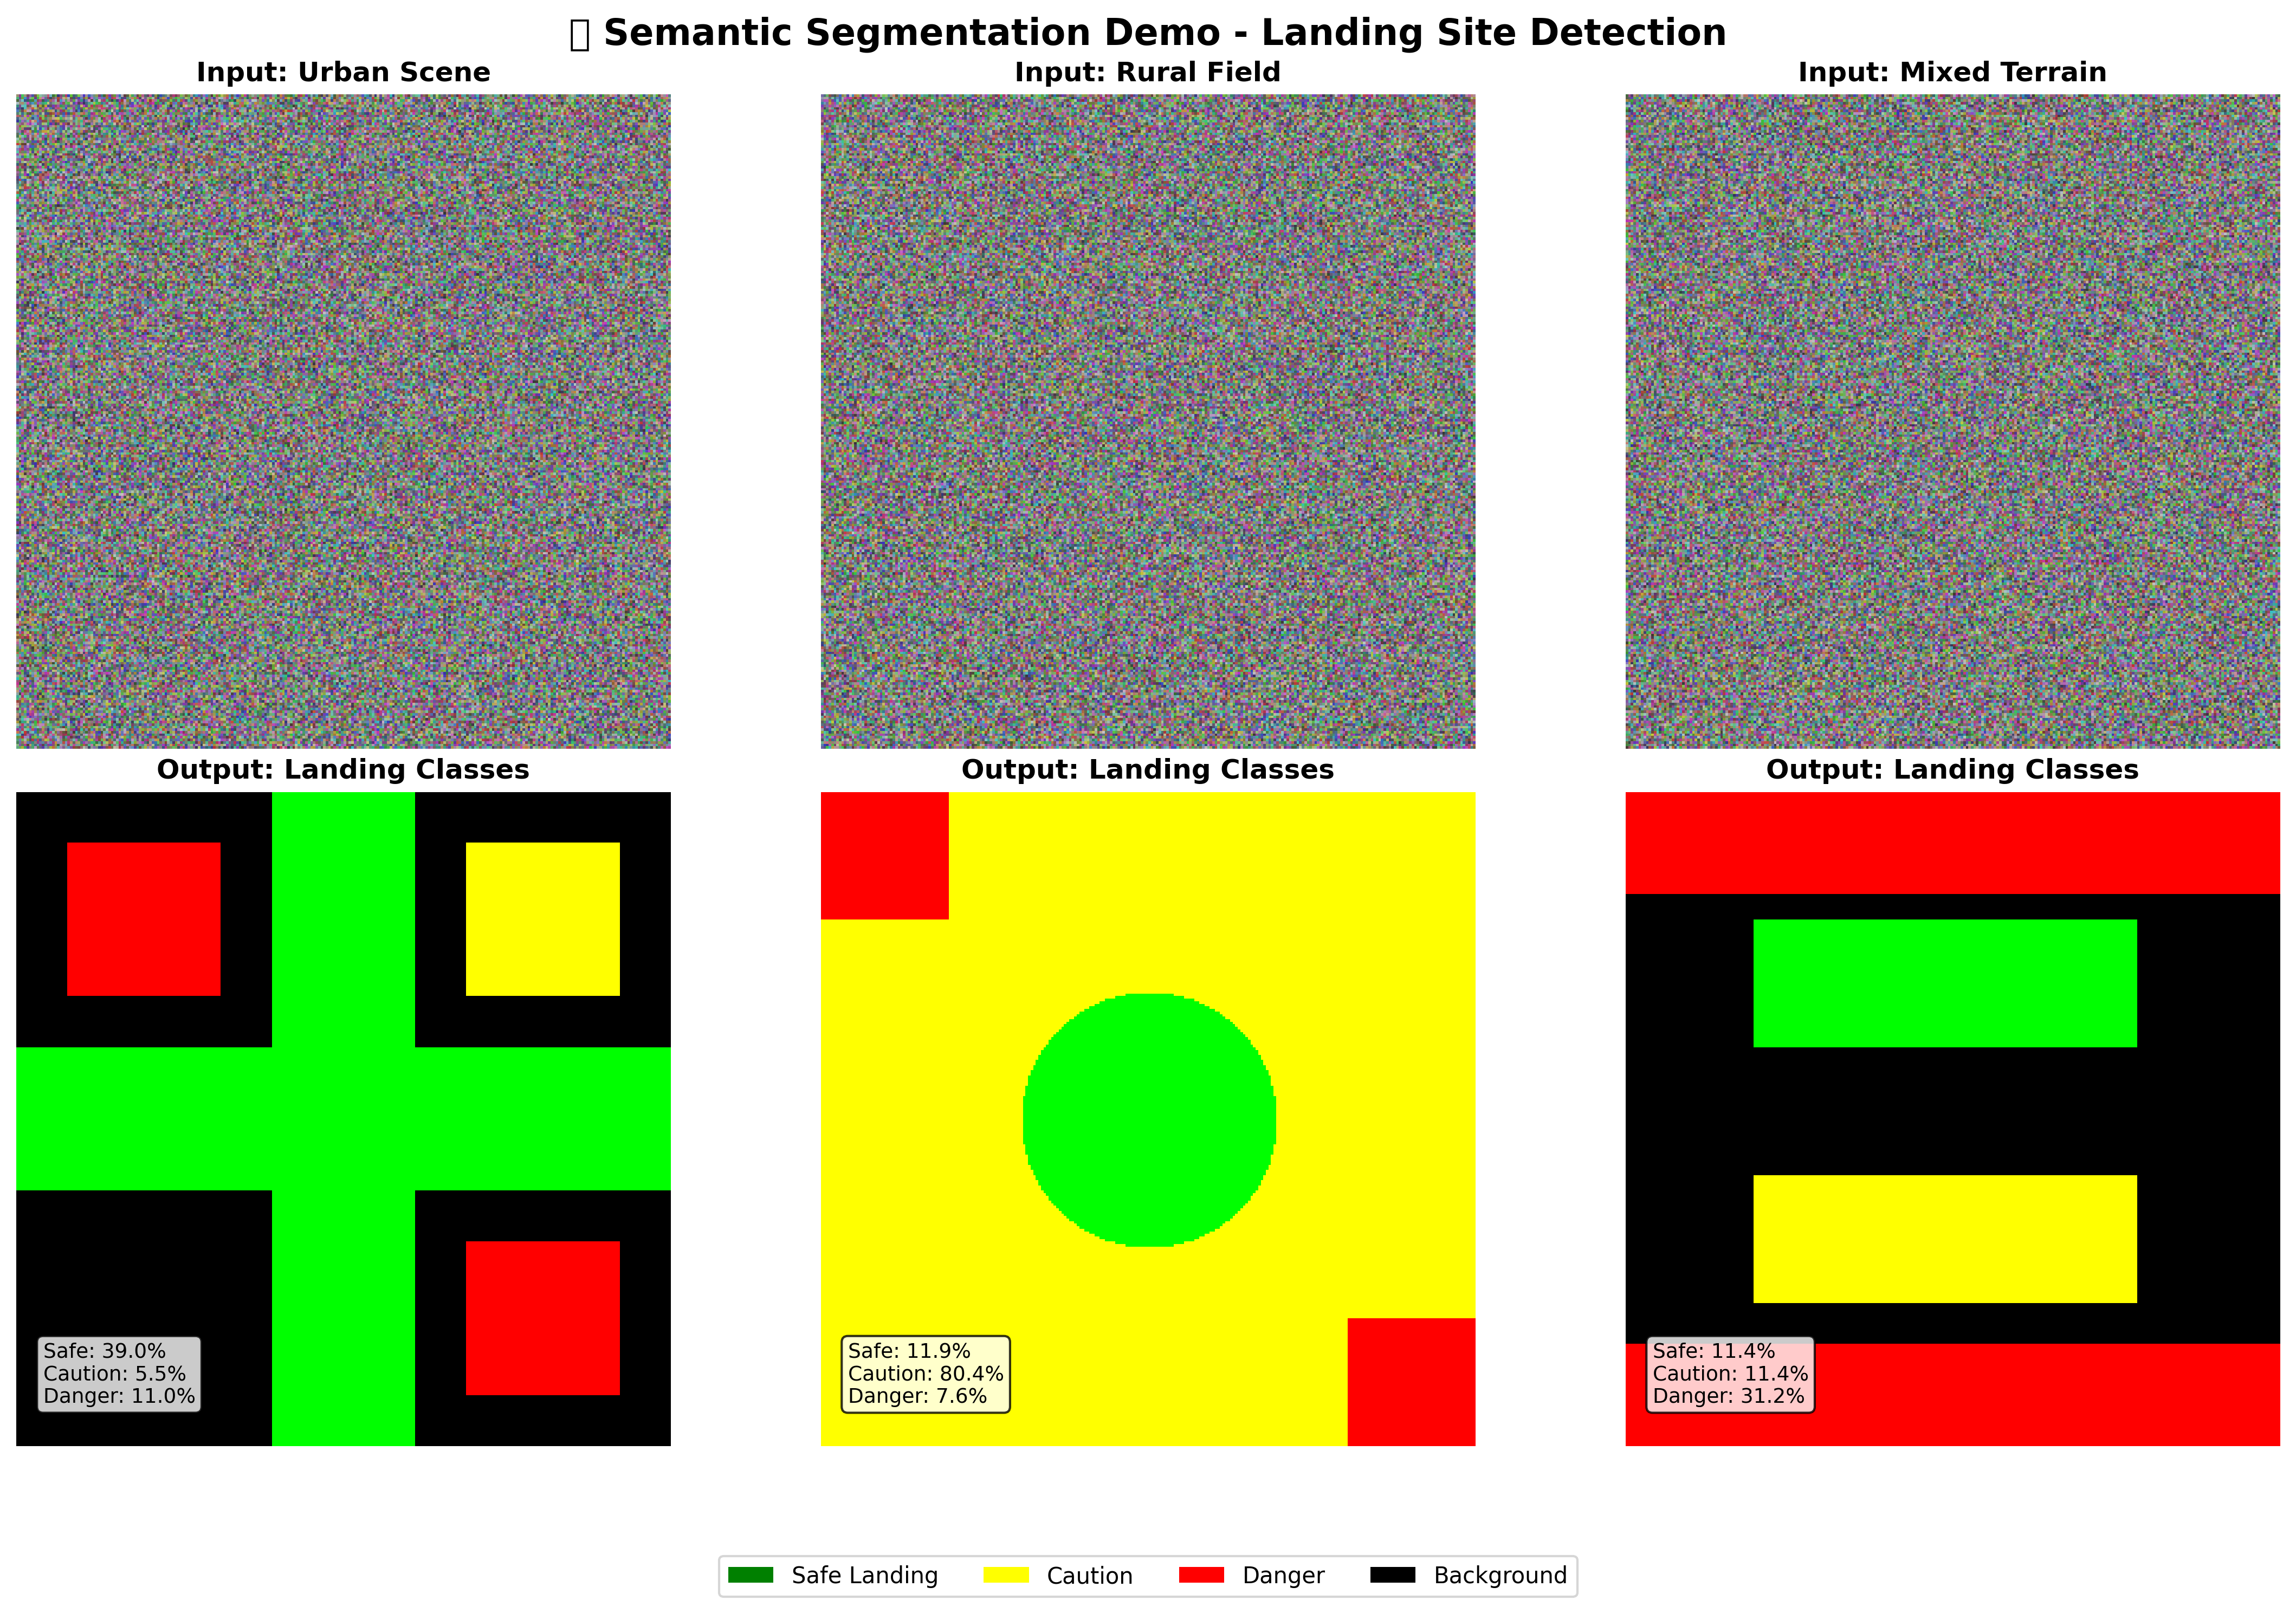 Semantic Segmentation Demo - Landing Site Detection
Input: Urban Scene
Input: Rural Field
Input: Mixed Terrain
Output: Landing Classes
Output: Landing Classes
Output: Landing Classes
Safe: 39.0%
Caution: 5.5%
Danger: 11.0%
Safe: 11.9%
Caution: 80.4%
Danger: 7.6%
Safe: 11.4%
Caution: 11.4%
Danger: 31.2%
Safe Landing
Caution
Danger
Background